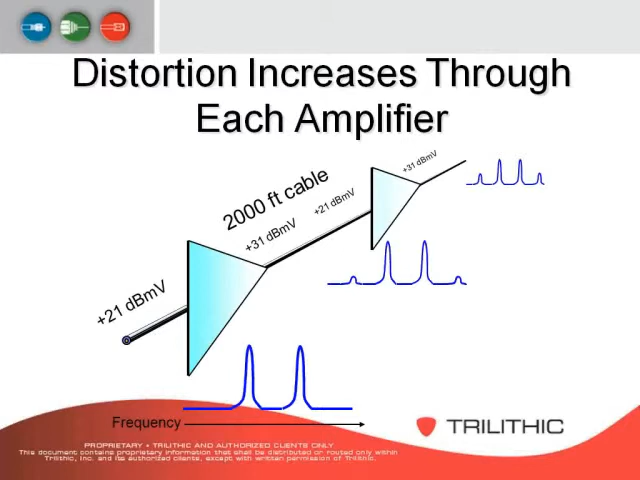 Distortion Increases Through
Each Amplifier
+31 dBmV
2000 ft cable
+21 dBmV
+31 dBmV
+21 dBmV
Frequency
TRILITHIC
PROPRIETARY • TRILITHIC AND AUTHORIZED CLIENTS ONLY
This document contains proprietary information that shall be distributed or routed only within
Trilithic, Inc. and its authorized clients, except with written permission of Trilithic.